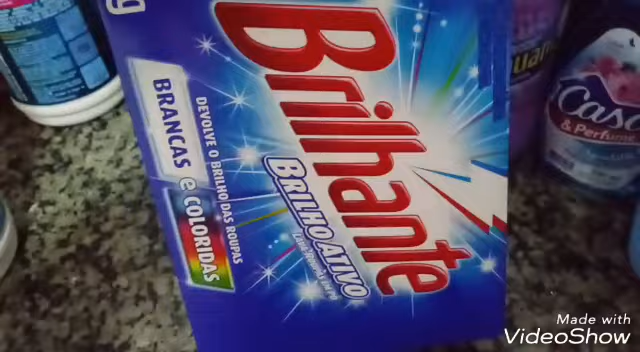 g
Brilhante
BRILHO ATIVO
DEVOLVE O BRILHO DAS ROUPAS
BRANCAS e COLORIDAS
Casa
& Perfume
Made with
VideoShow